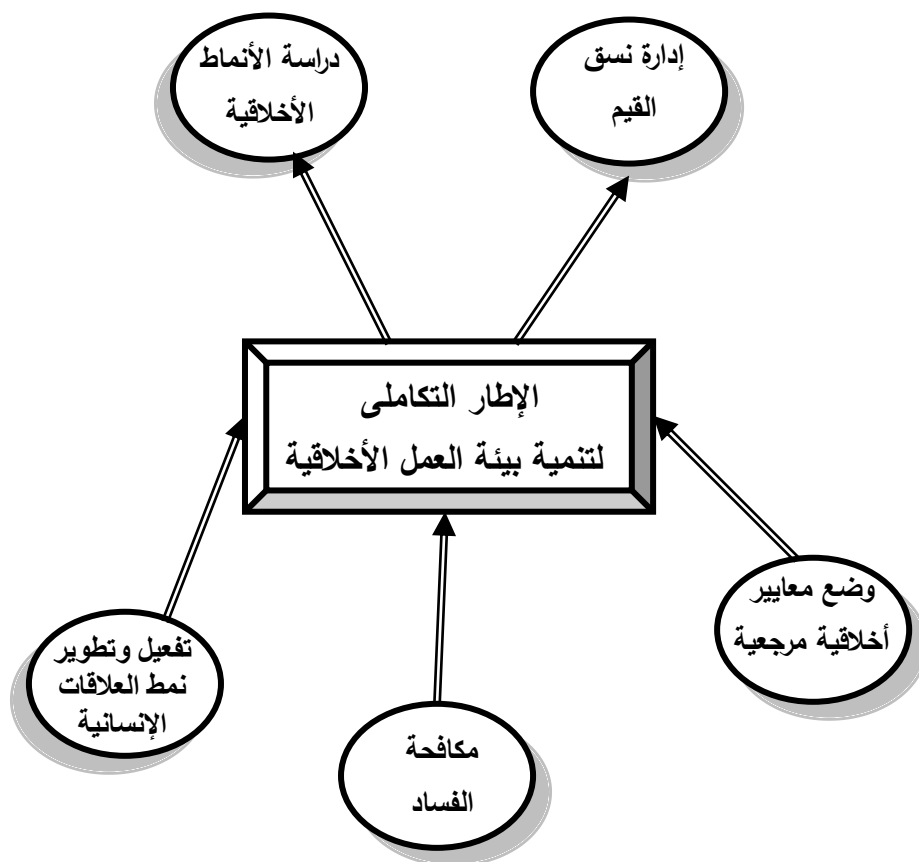 إدارة نسق
القيم
دراسة الأنماط
الأخلاقية
الإطار التكاملى
لتنمية بيئة العمل الأخلاقية
وضع معايير
أخلاقية مرجعية
تفعيل وتطوير
نمط العلاقات
الإنسانية
مكافحة
الفساد